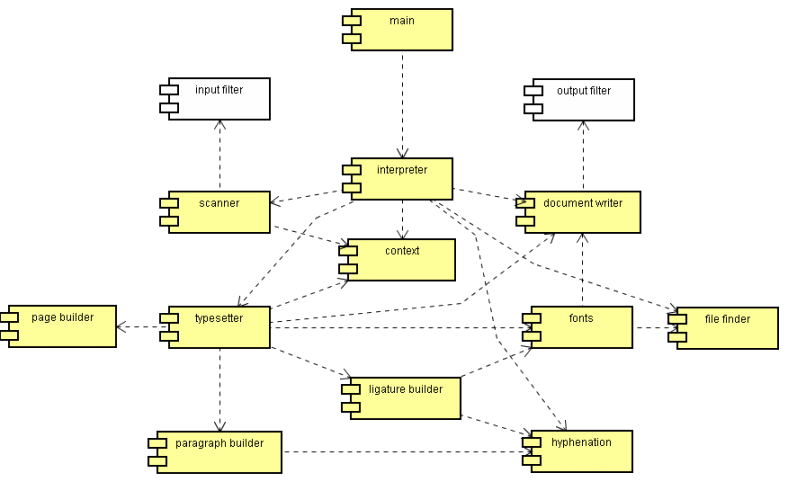 main
input filter
output filter
interpreter
scanner
document writer
context
page builder
typesetter
fonts
file finder
ligature builder
paragraph builder
hyphenation